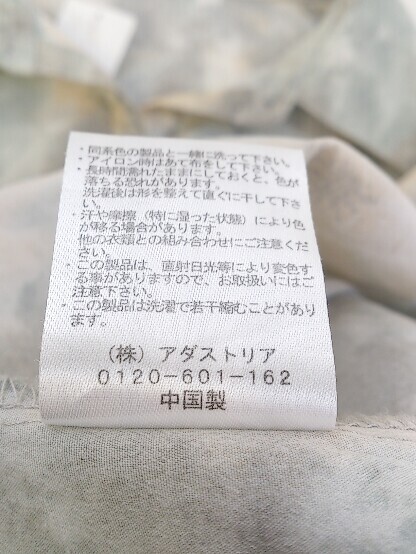 ・同素色の製品と一緒に洗って下さい。
・アイロン時はあて布をして下さい。
・長時間濡れたままにしておくと、色が
落ちる恐れがあります。
洗濯後は形を整えて直ぐに干して下さ
い。
・汗や摩擦（特に湿った状態）により色
が移る場合があります。
他の衣類との組み合わせにご注意くだ
さい。
・この製品は、直射日光等により変色す
る事がありますので、お取扱いにはご
注意下さい。
・この製品は洗濯で若干縮むことがあり
ます。
（株）アダストリア
0120-601-162
中国製